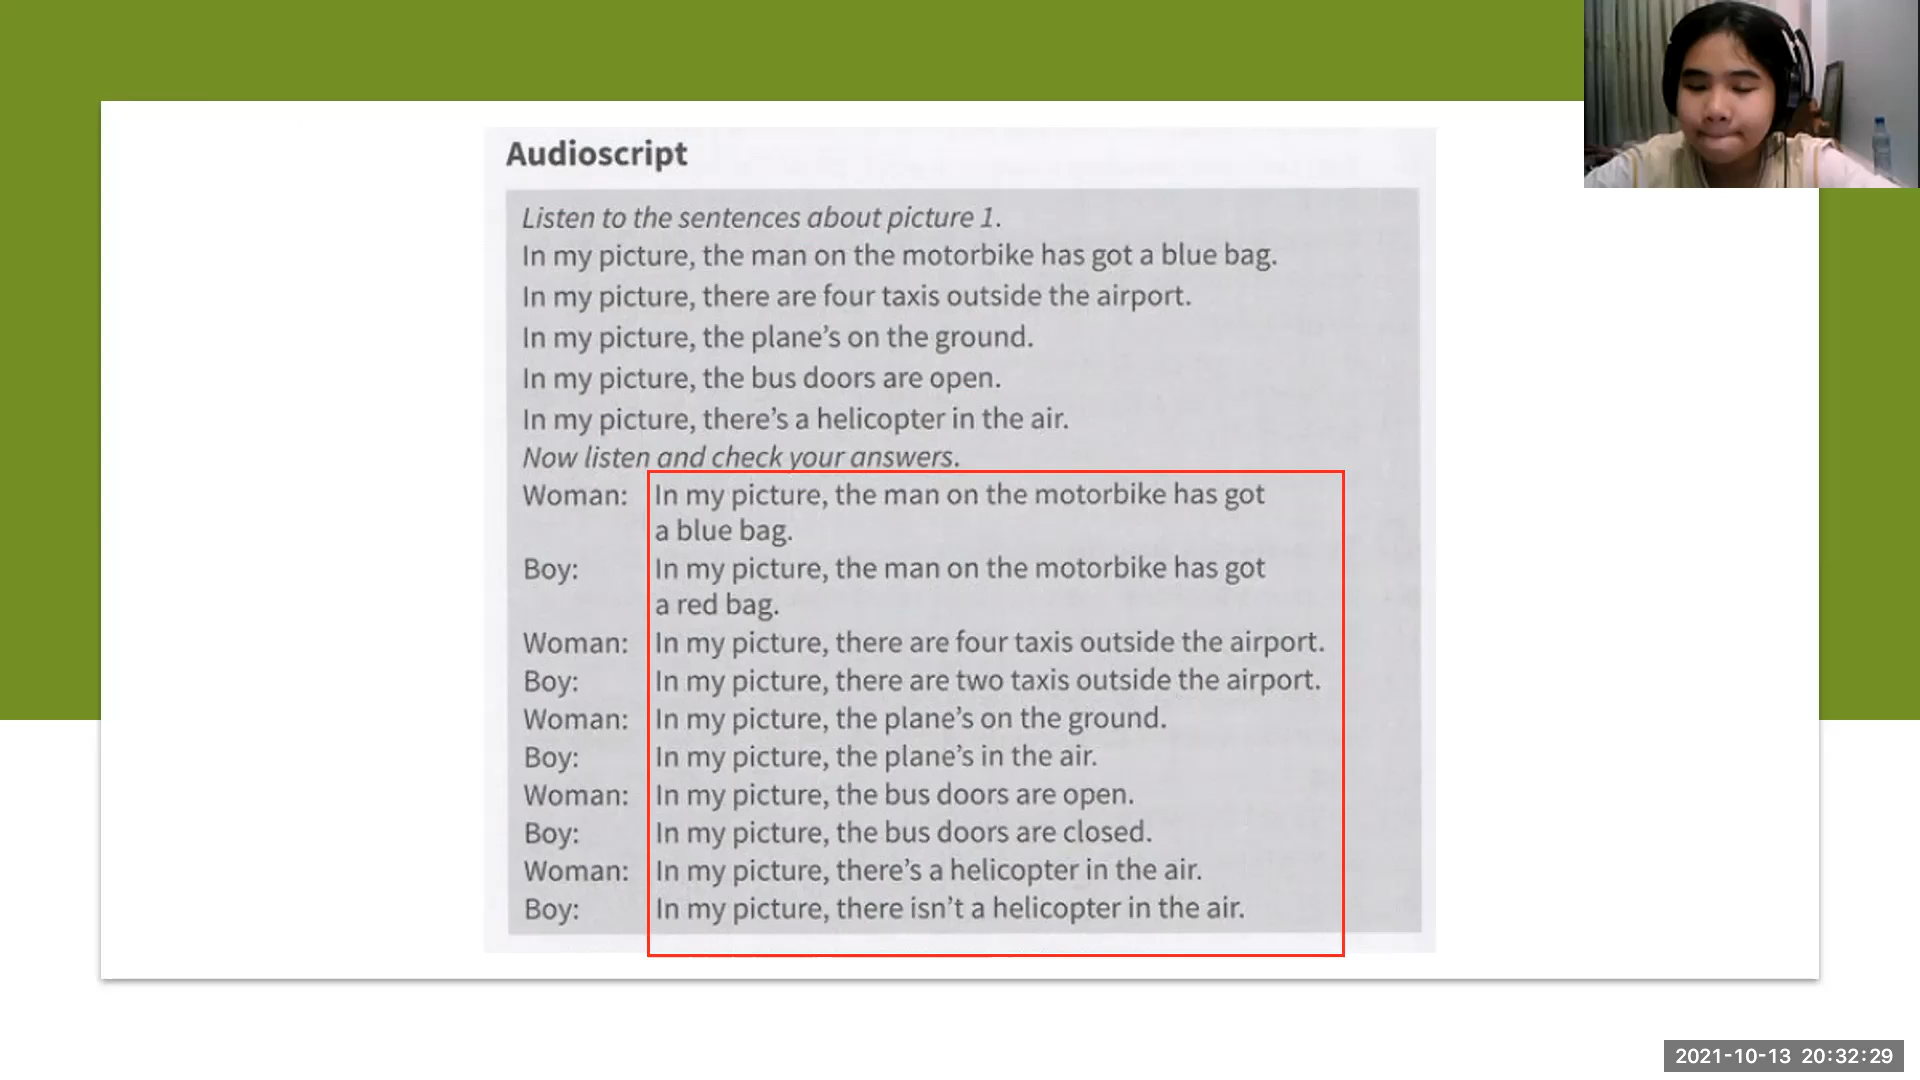 Audioscript
Listen to the sentences about picture 1.
In my picture, the man on the motorbike has got a blue bag.
In my picture, there are four taxis outside the airport.
In my picture, the plane's on the ground.
In my picture, the bus doors are open.
In my picture, there's a helicopter in the air.
Now listen and check your answers.
Woman: In my picture, the man on the motorbike has got
a blue bag.
Boy: In my picture, the man on the motorbike has got
a red bag.
Woman: In my picture, there are four taxis outside the airport.
Boy: In my picture, there are two taxis outside the airport.
Woman: In my picture, the plane's on the ground.
Boy: In my picture, the plane's in the air.
Woman: In my picture, the bus doors are open.
Boy: In my picture, the bus doors are closed.
Woman: In my picture, there's a helicopter in the air.
Boy: In my picture, there isn't a helicopter in the air.
2021-10-13 20:32:29